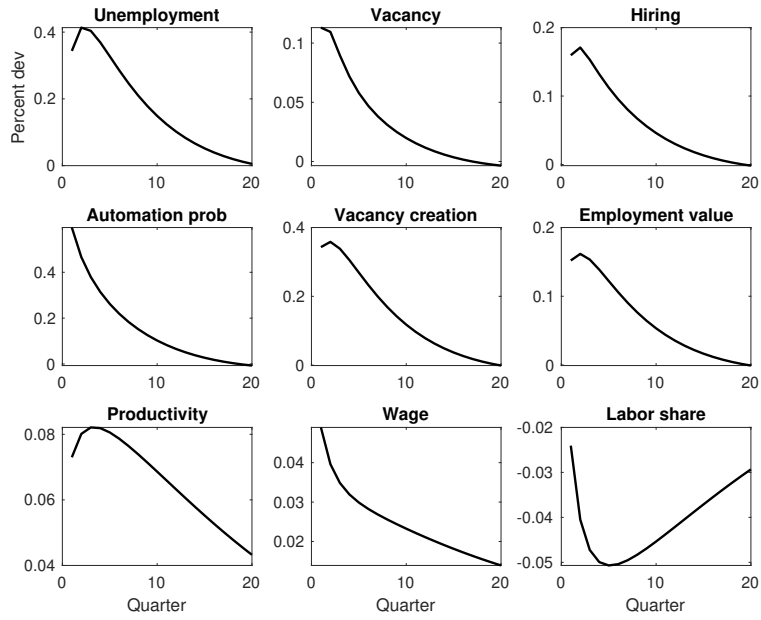 Unemployment Vacancy Hiring
0.4 0.2 0
0.1 0.05 0
0.2 0.1 0
Percent dev
0 10 20
0 10 20
0 10 20
Automation prob Vacancy creation Employment value
0.4 0.2 0
0.4 0.2 0
0.2 0.1 0
0 10 20
0 10 20
0 10 20
Productivity Wage Labor share
0.08 0.06 0.04
0.04 0.03 0.02
-0.02 -0.03 -0.04 -0.05
0 10 20
0 10 20
0 10 20
Quarter Quarter Quarter